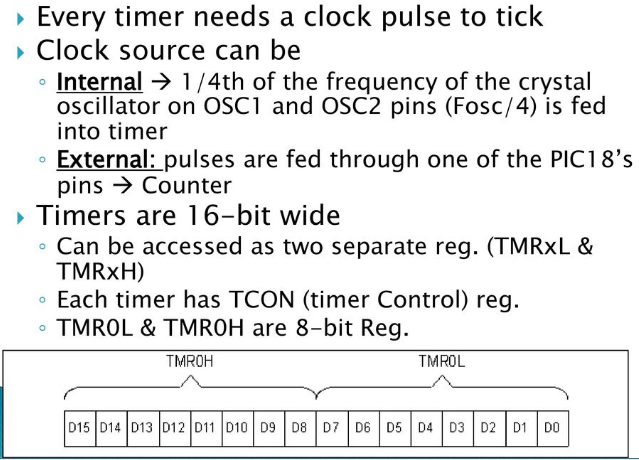 Every timer needs a clock pulse to tick
Clock source can be
Internal → 1/4th of the frequency of the crystal
oscillator on OSC1 and OSC2 pins (Fosc/4) is fed
into timer
External: pulses are fed through one of the PIC18's
pins → Counter
Timers are 16-bit wide
Can be accessed as two separate reg. (TMRxL &
TMRxH)
Each timer has TCON (timer Control) reg.
TMR0L & TMR0H are 8-bit Reg.
TMR0H TMR0L
D15 D14 D13 D12 D11 D10 D9 D8 D7 D6 D5 D4 D3 D2 D1 D0